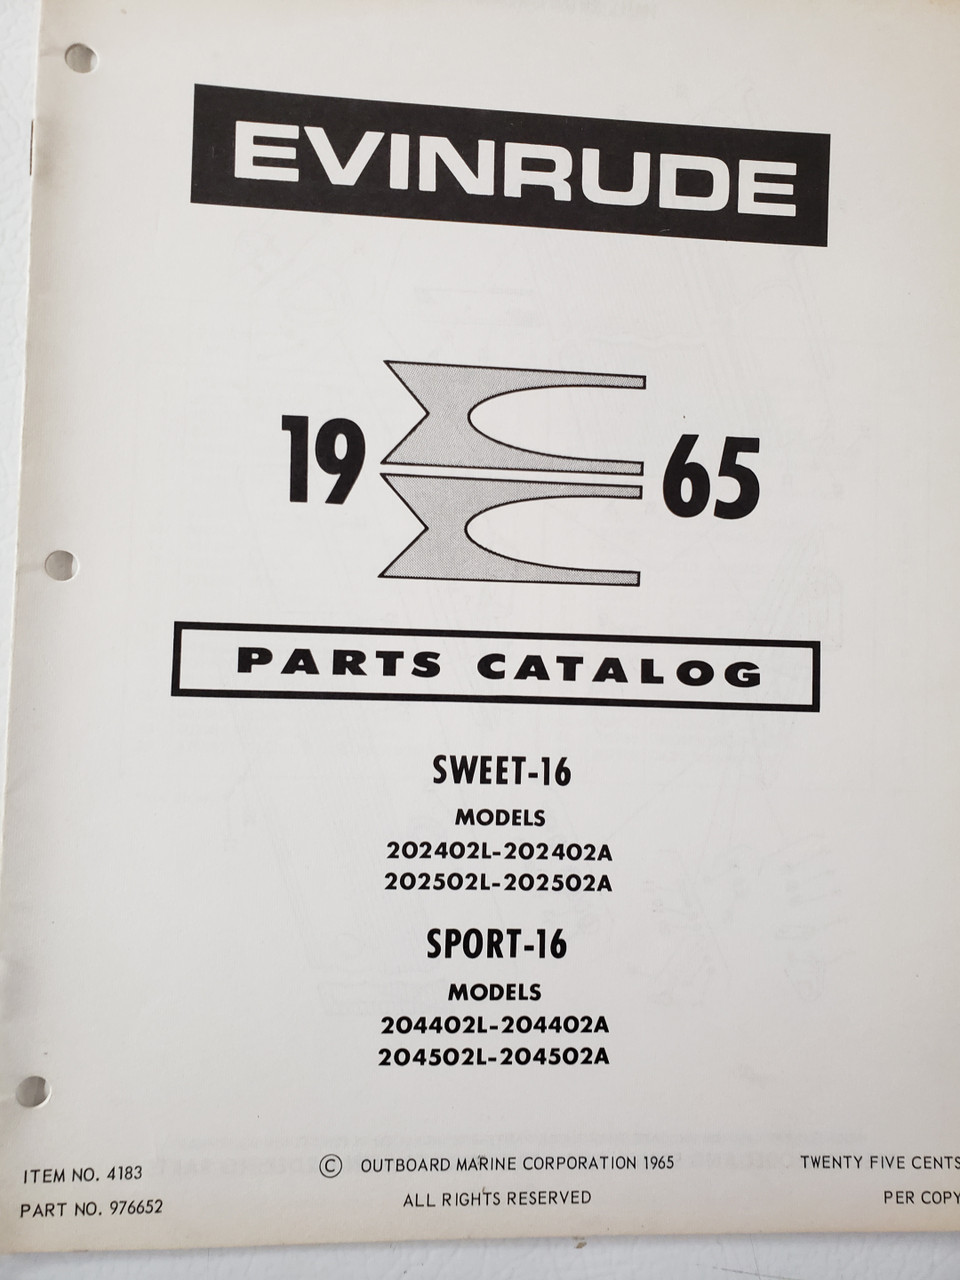 EVINRUDE
19 65
PARTS CATALOG
SWEET-16
MODELS
202402L-202402A
202502L-202502A
SPORT-16
MODELS
204402L-204402A
204502L-204502A
ITEM NO. 4183
PART NO. 976652
© OUTBOARD MARINE CORPORATION 1965
ALL RIGHTS RESERVED
TWENTY FIVE CENTS
PER COPY